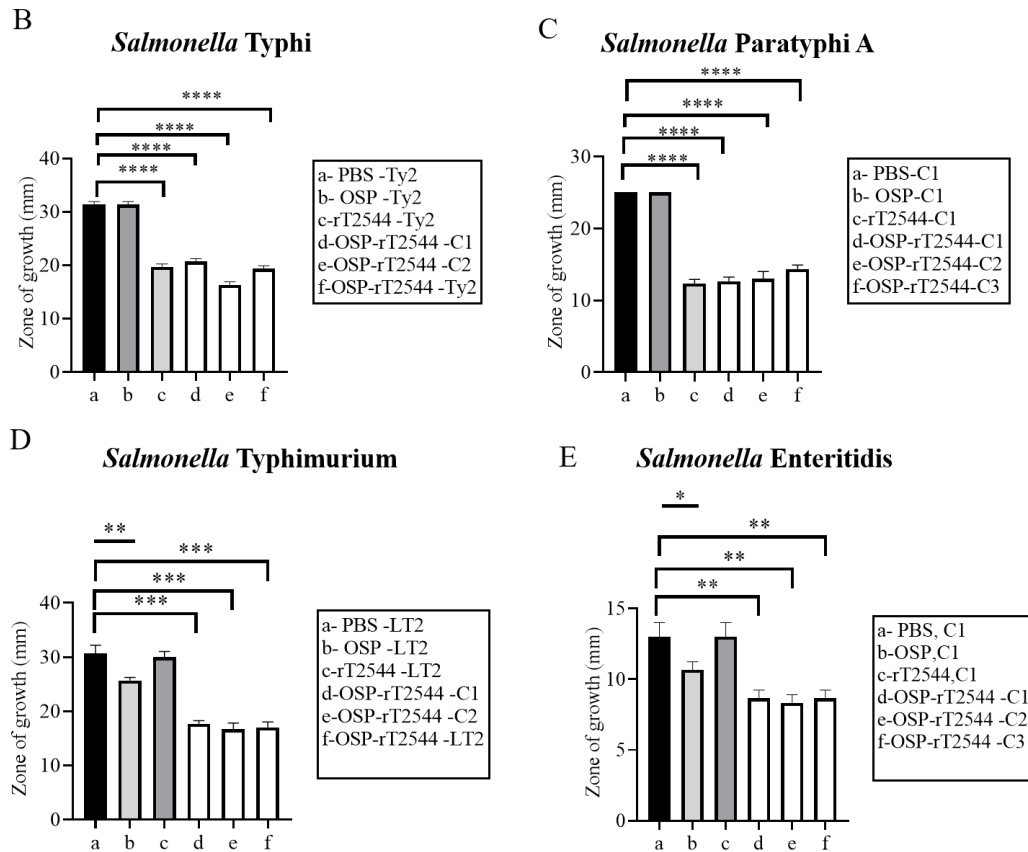 B
Salmonella Typhi
****
****
****
****
Zone of growth (mm)
40
30
20
10
0
a b c d e f
a- PBS -Ty2
b- OSP -Ty2
c-rT2544 -Ty2
d-OSP-rT2544 -C1
e-OSP-rT2544 -C2
f-OSP-rT2544 -Ty2
C
Salmonella Paratyphi A
****
****
****
****
Zone of growth (mm)
30
20
10
0
a b c d e f
a- PBS-C1
b- OSP-C1
c-rT2544-C1
d-OSP-rT2544-C1
e-OSP-rT2544-C2
f-OSP-rT2544-C3
D
Salmonella Typhimurium
**
***
***
***
Zone of growth (mm)
40
30
20
10
0
a b c d e f
a- PBS -LT2
b- OSP -LT2
c-rT2544 -LT2
d-OSP-rT2544 -C1
e-OSP-rT2544 -C2
f-OSP-rT2544 -LT2
E
Salmonella Enteritidis
*
**
**
**
Zone of growth (mm)
15
10
5
0
a b c d e f
a- PBS, C1
b-OSP,C1
c-rT2544,C1
d-OSP-rT2544 -C1
e-OSP-rT2544 -C2
f-OSP-rT2544 -C3